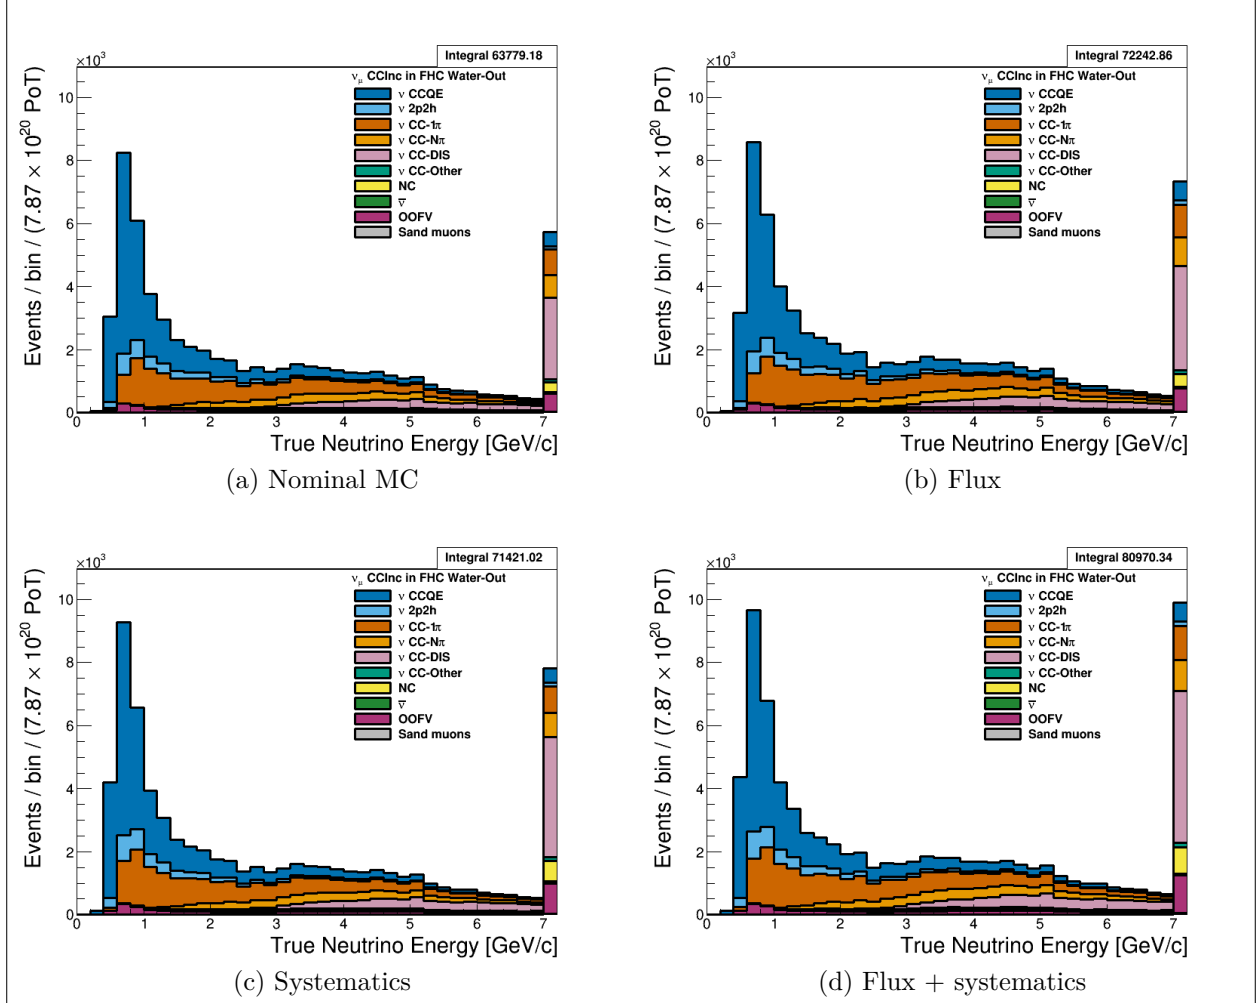 Integral 63779.18
×10³
ν_μ CCInc in FHC Water-Out
ν CCQE
ν 2p2h
ν CC-1π
ν CC-Nπ
ν CC-DIS
ν CC-Other
NC
ν̅
OOFV
Sand muons
Events / bin / (7.87 × 10²⁰ PoT)
10
8
6
4
2
0
0 1 2 3 4 5 6 7
True Neutrino Energy [GeV/c]
(a) Nominal MC
Integral 72242.86
×10³
ν_μ CCInc in FHC Water-Out
ν CCQE
ν 2p2h
ν CC-1π
ν CC-Nπ
ν CC-DIS
ν CC-Other
NC
ν̅
OOFV
Sand muons
Events / bin / (7.87 × 10²⁰ PoT)
10
8
6
4
2
0
0 1 2 3 4 5 6 7
True Neutrino Energy [GeV/c]
(b) Flux
Integral 71421.02
×10³
ν_μ CCInc in FHC Water-Out
ν CCQE
ν 2p2h
ν CC-1π
ν CC-Nπ
ν CC-DIS
ν CC-Other
NC
ν̅
OOFV
Sand muons
Events / bin / (7.87 × 10²⁰ PoT)
10
8
6
4
2
0
0 1 2 3 4 5 6 7
True Neutrino Energy [GeV/c]
(c) Systematics
Integral 80970.34
×10³
ν_μ CCInc in FHC Water-Out
ν CCQE
ν 2p2h
ν CC-1π
ν CC-Nπ
ν CC-DIS
ν CC-Other
NC
ν̅
OOFV
Sand muons
Events / bin / (7.87 × 10²⁰ PoT)
10
8
6
4
2
0
0 1 2 3 4 5 6 7
True Neutrino Energy [GeV/c]
(d) Flux + systematics